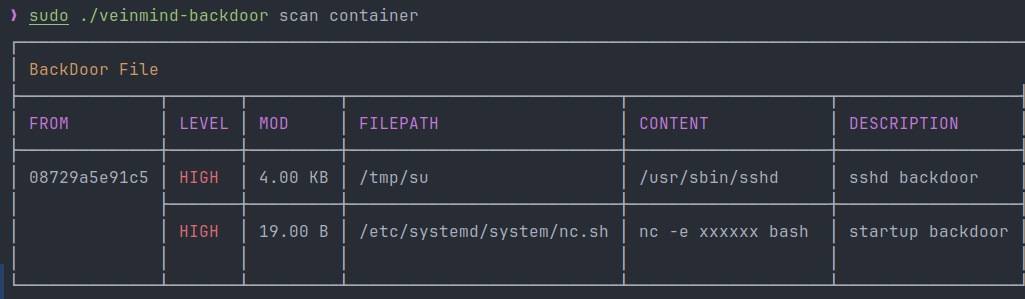 ❯ sudo ./veinmind-backdoor scan container
BackDoor File
FROM LEVEL MOD FILEPATH CONTENT DESCRIPTION
08729a5e91c5 HIGH 4.00 KB /tmp/su /usr/sbin/sshd sshd backdoor
HIGH 19.00 B /etc/systemd/system/nc.sh nc -e xxxxxx bash startup backdoor